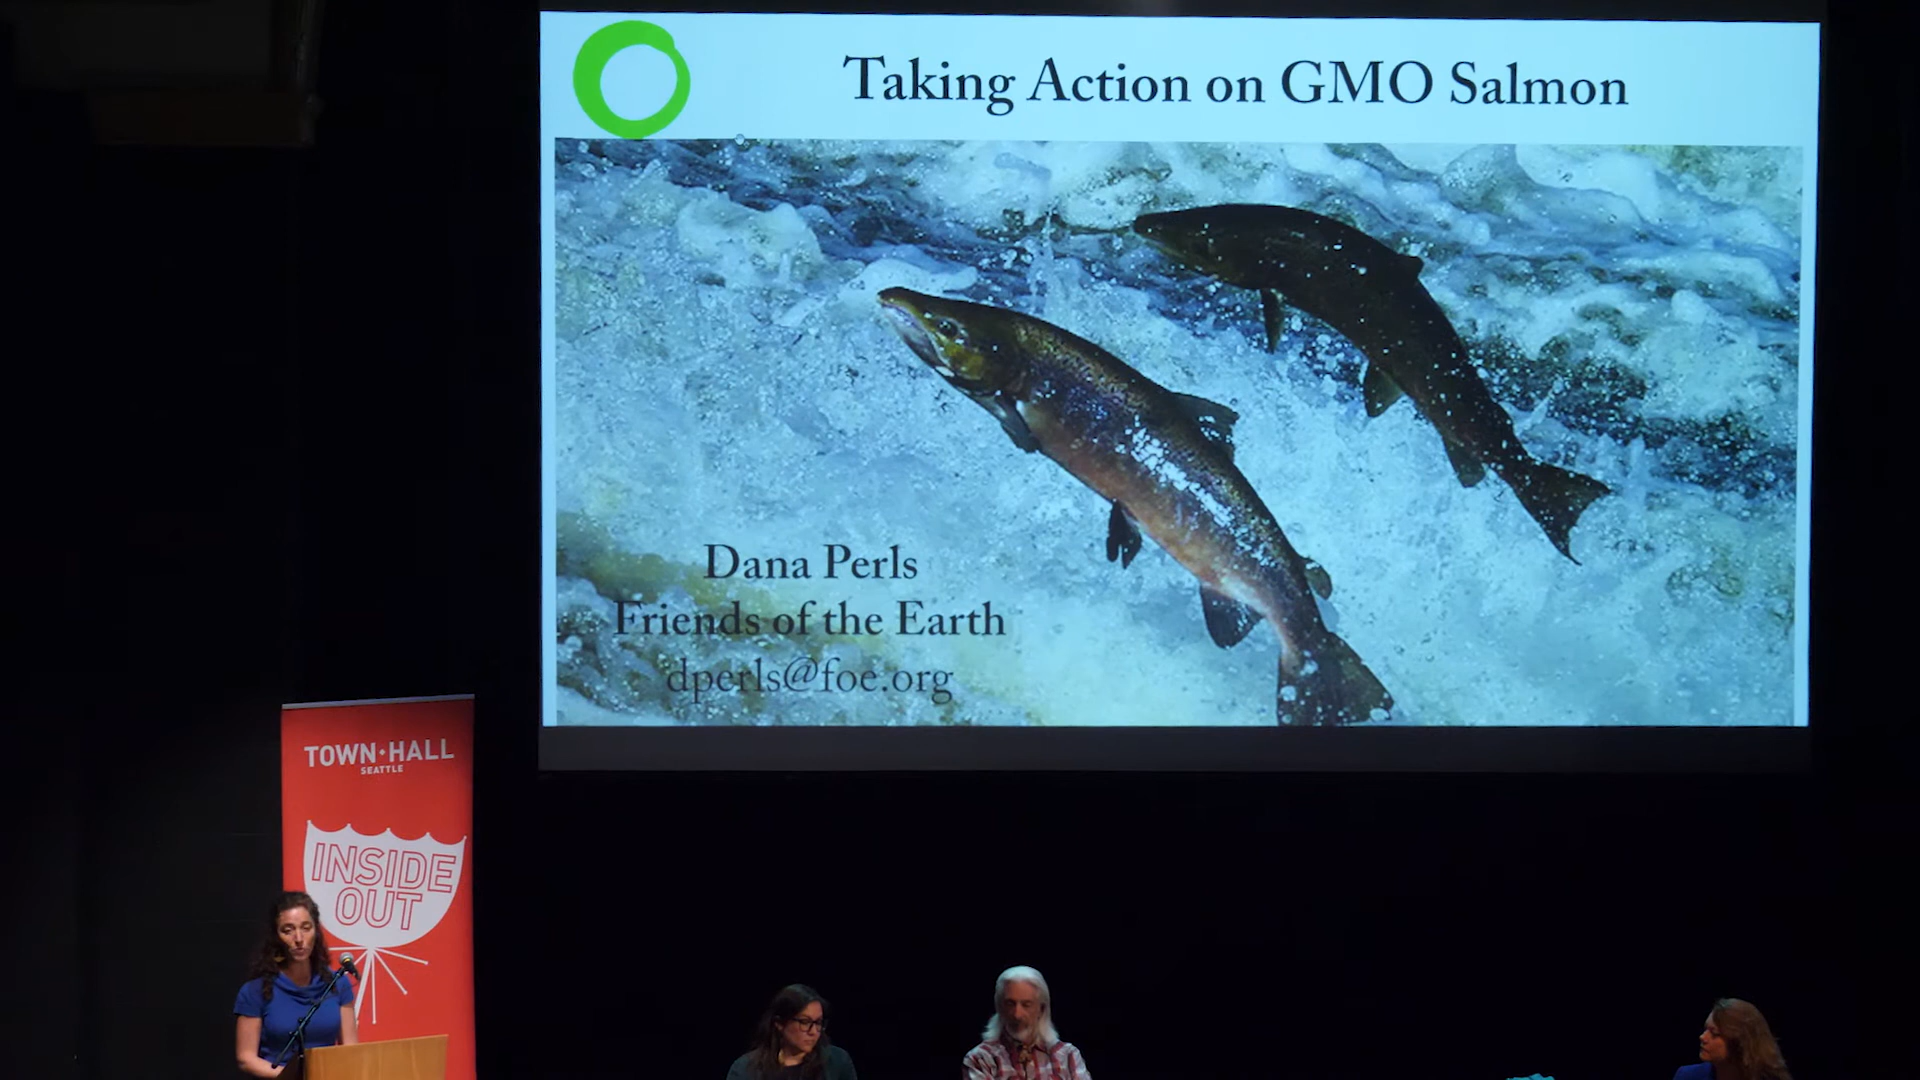 Taking Action on GMO Salmon
Dana Perls
Friends of the Earth
dperls@foe.org
TOWN•HALL
SEATTLE
INSIDE
OUT